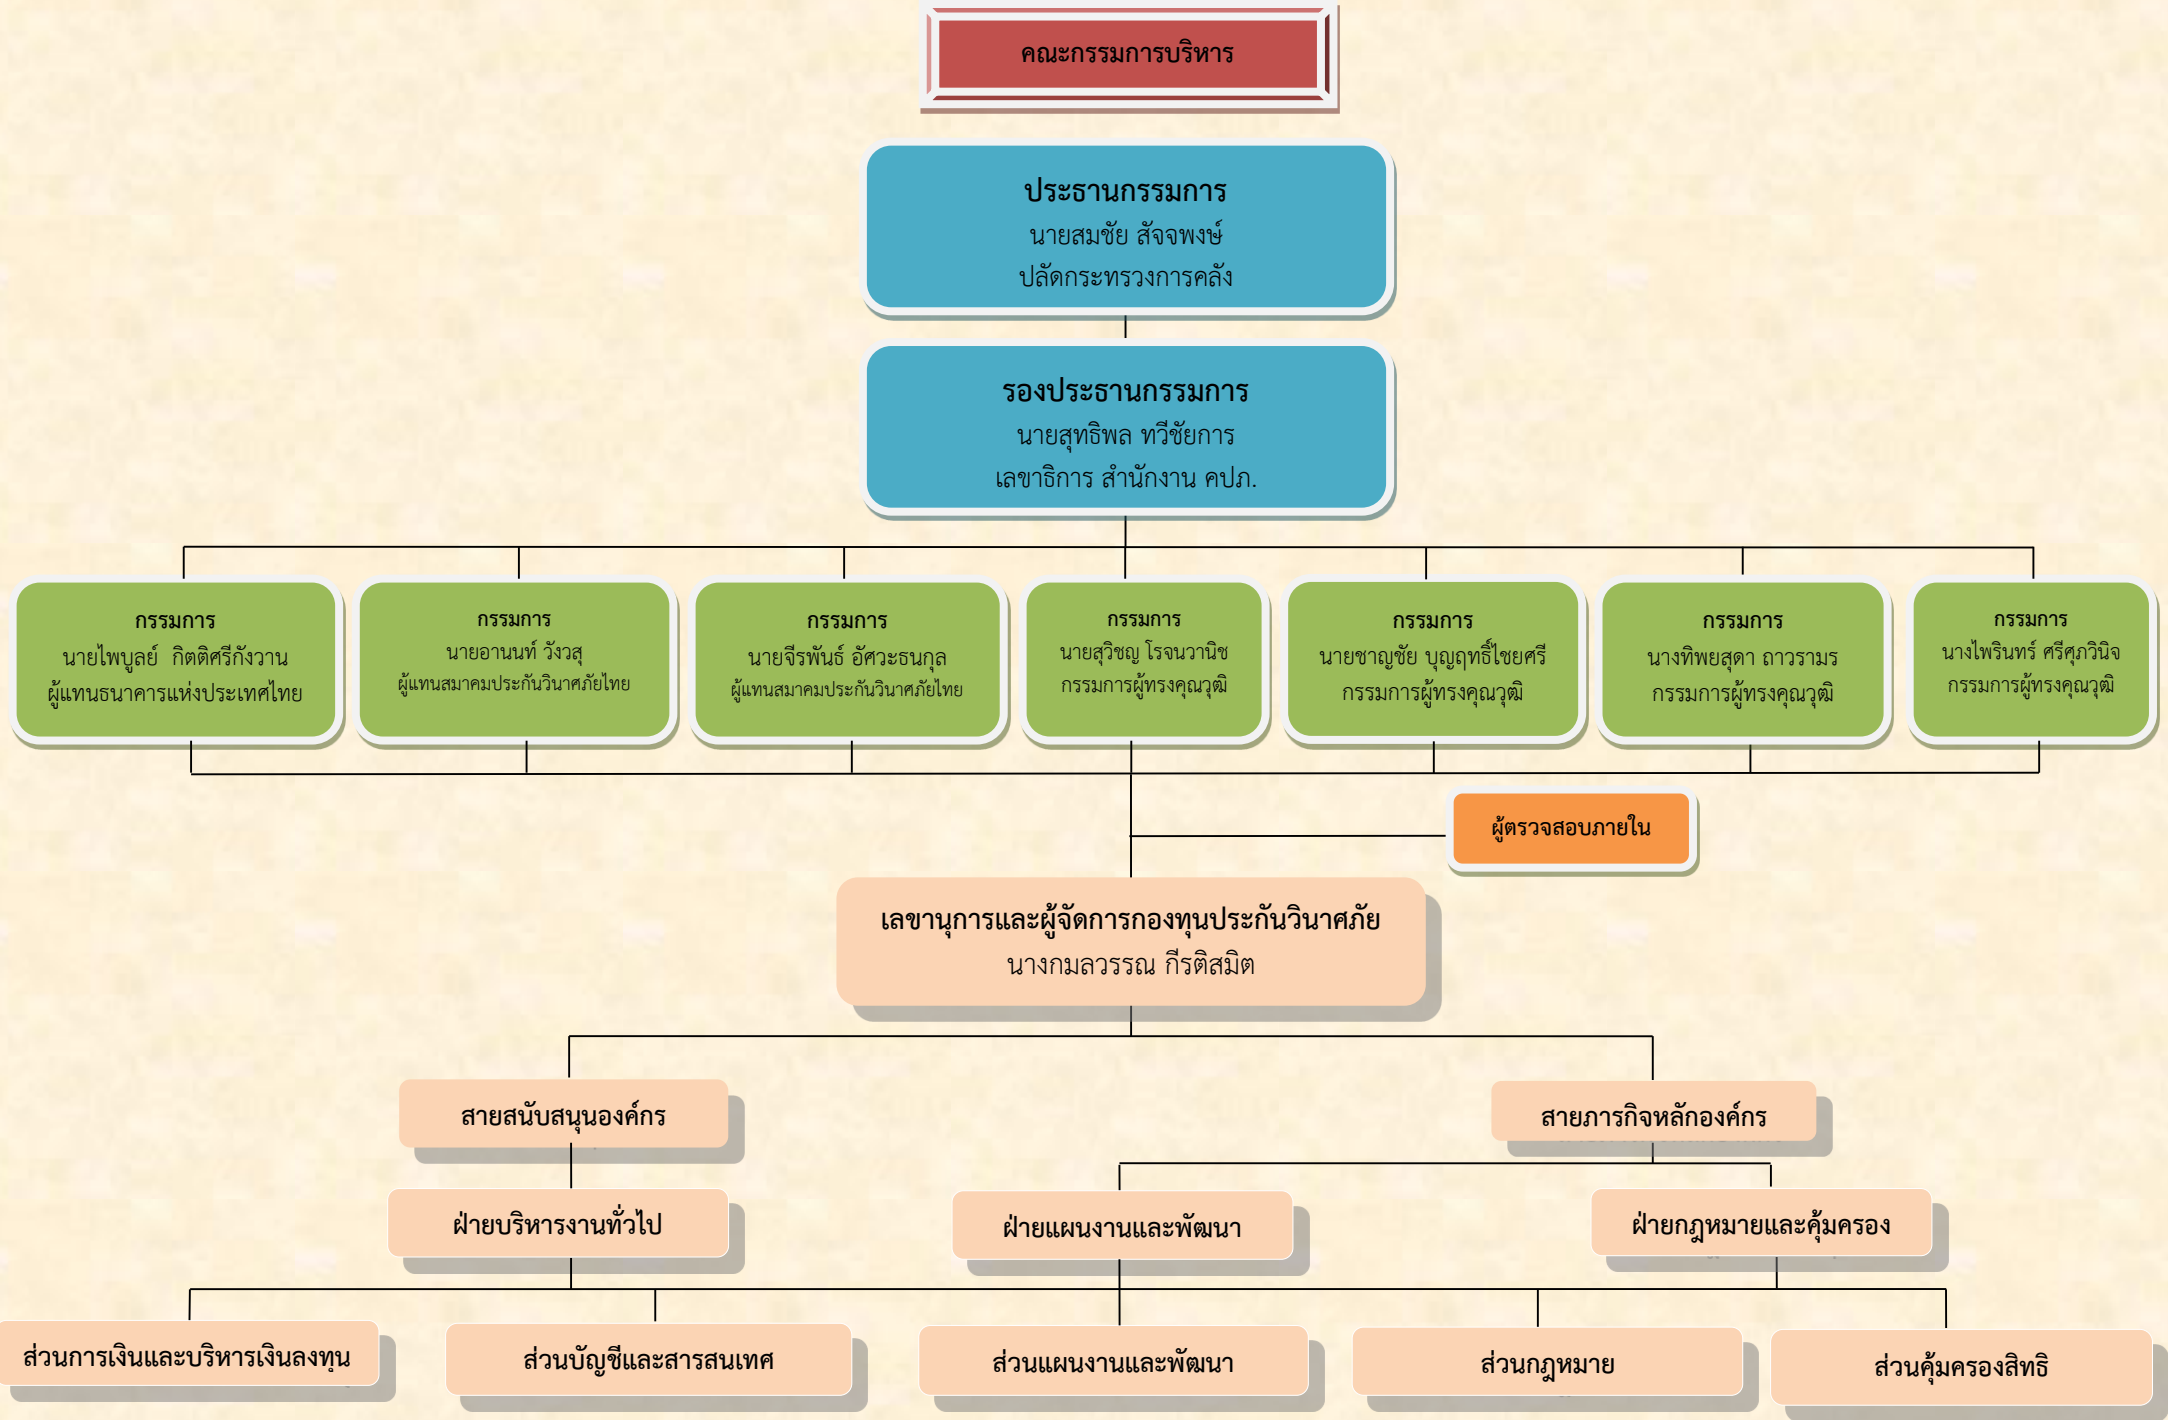 คณะกรรมการบริหาร
ประธานกรรมการ
นายสมชัย สัจจพงษ์
ปลัดกระทรวงการคลัง
รองประธานกรรมการ
นายสุทธิพล ทวีชัยการ
เลขาธิการ สำนักงาน คปภ.
กรรมการ
นายไพบูลย์ กิตติศรีกังวาน
ผู้แทนธนาคารแห่งประเทศไทย
กรรมการ
นายอานนท์ วังวสุ
ผู้แทนสมาคมประกันวินาศภัยไทย
กรรมการ
นายจีรพันธ์ อัศวะธนกุล
ผู้แทนสมาคมประกันวินาศภัยไทย
กรรมการ
นายสุวิชญ โรจนวานิช
กรรมการผู้ทรงคุณวุฒิ
กรรมการ
นายชาญชัย บุญฤทธิ์ไชยศรี
กรรมการผู้ทรงคุณวุฒิ
กรรมการ
นางทิพยสุดา ถาวรามร
กรรมการผู้ทรงคุณวุฒิ
กรรมการ
นางไพรินทร์ ศรีศุภวินิจ
กรรมการผู้ทรงคุณวุฒิ
ผู้ตรวจสอบภายใน
เลขานุการและผู้จัดการกองทุนประกันวินาศภัย
นางกมลวรรณ กีรติสมิต
สายสนับสนุนองค์กร
สายภารกิจหลักองค์กร
ฝ่ายบริหารงานทั่วไป
ฝ่ายแผนงานและพัฒนา
ฝ่ายกฎหมายและคุ้มครอง
ส่วนการเงินและบริหารเงินลงทุน
ส่วนบัญชีและสารสนเทศ
ส่วนแผนงานและพัฒนา
ส่วนกฎหมาย
ส่วนคุ้มครองสิทธิ